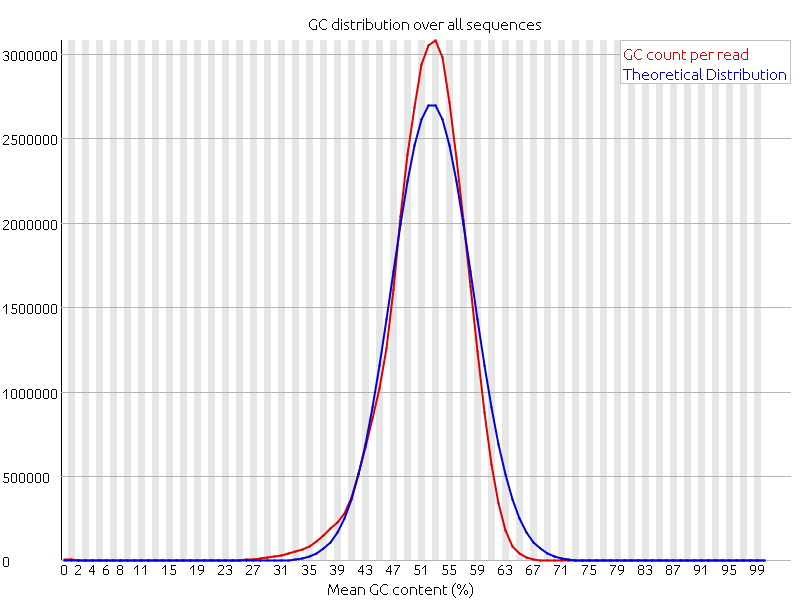 GC distribution over all sequences
GC count per read
Theoretical Distribution
3000000
2500000
2000000
1500000
1000000
500000
0
0 2 4 6 8 11 15 19 23 27 31 35 39 43 47 51 55 59 63 67 71 75 79 83 87 91 95 99
Mean GC content (%)